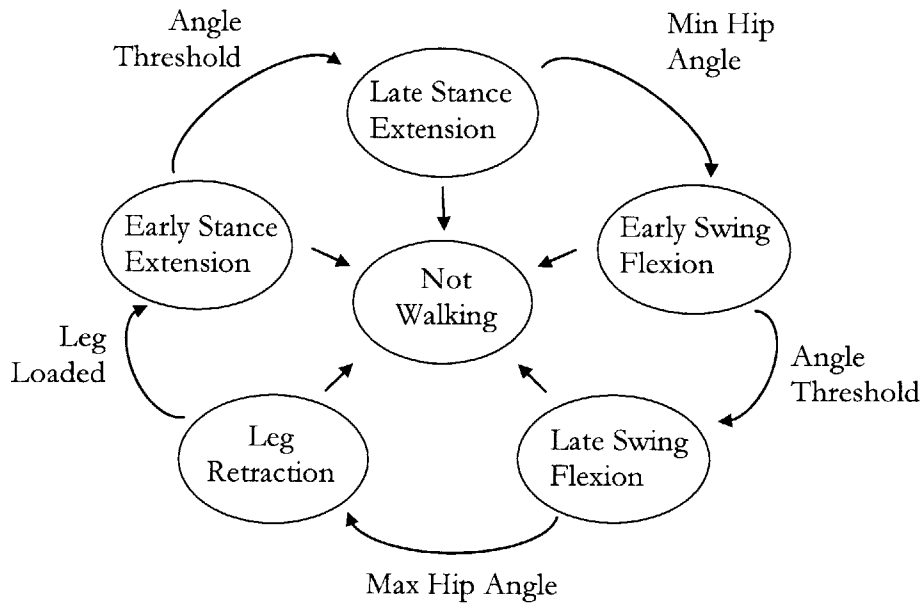 Angle
Threshold
Min Hip
Angle
Late Stance
Extension
Early Stance
Extension
Early Swing
Flexion
Not
Walking
Leg
Loaded
Angle
Threshold
Leg
Retraction
Late Swing
Flexion
Max Hip Angle